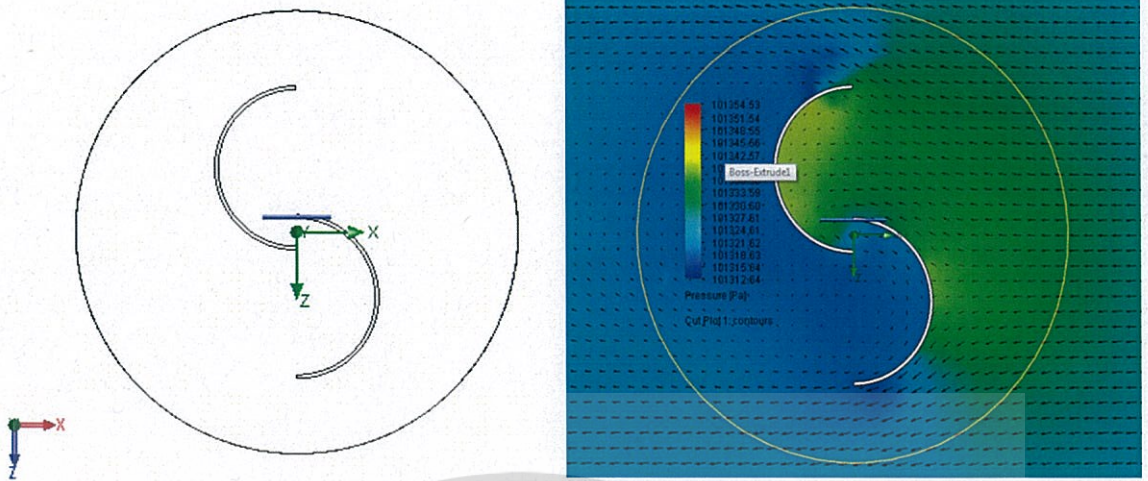 Y
X
Z
X
Z
101354.53
101351.54
101348.55
101345.56
101342.57
Boss-Extrude1
101333.59
101330.60
101327.61
101324.61
101321.62
101318.63
101315.64
101312.64
Pressure [Pa]
Cut Plot 1: contours